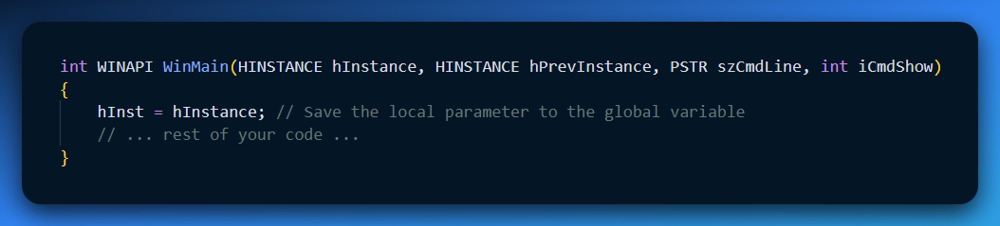 int WINAPI WinMain(HINSTANCE hInstance, HINSTANCE hPrevInstance, PSTR szCmdLine, int iCmdShow)
{
    hInst = hInstance; // Save the local parameter to the global variable
    // ... rest of your code ...
}